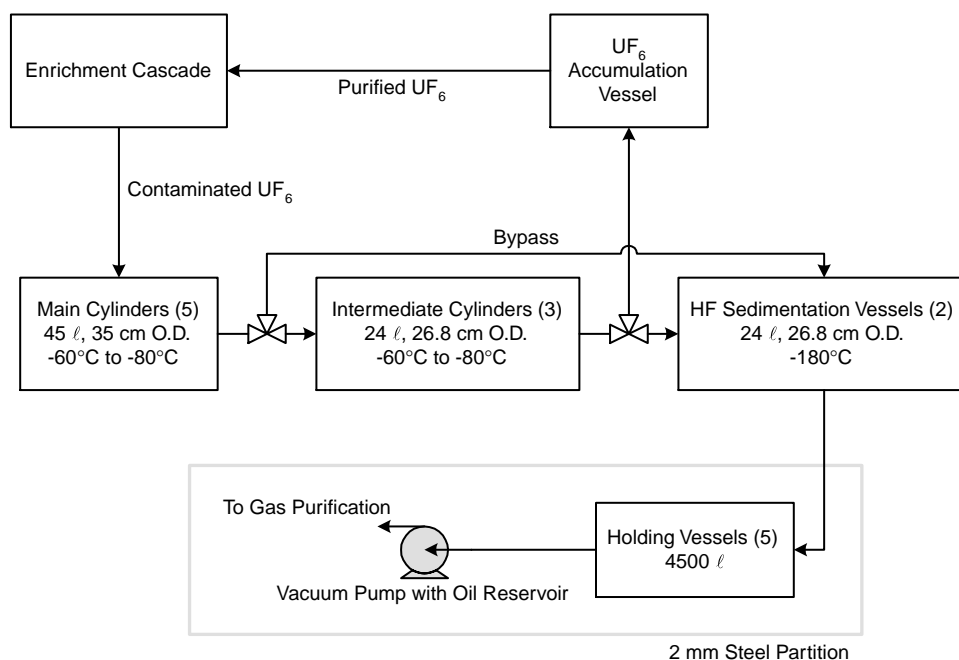 Enrichment Cascade
UF6
Accumulation
Vessel
Purified UF6
Contaminated UF6
Bypass
Main Cylinders (5)
45 ℓ, 35 cm O.D.
-60°C to -80°C
Intermediate Cylinders (3)
24 ℓ, 26.8 cm O.D.
-60°C to -80°C
HF Sedimentation Vessels (2)
24 ℓ, 26.8 cm O.D.
-180°C
To Gas Purification
Holding Vessels (5)
4500 ℓ
Vacuum Pump with Oil Reservoir
2 mm Steel Partition